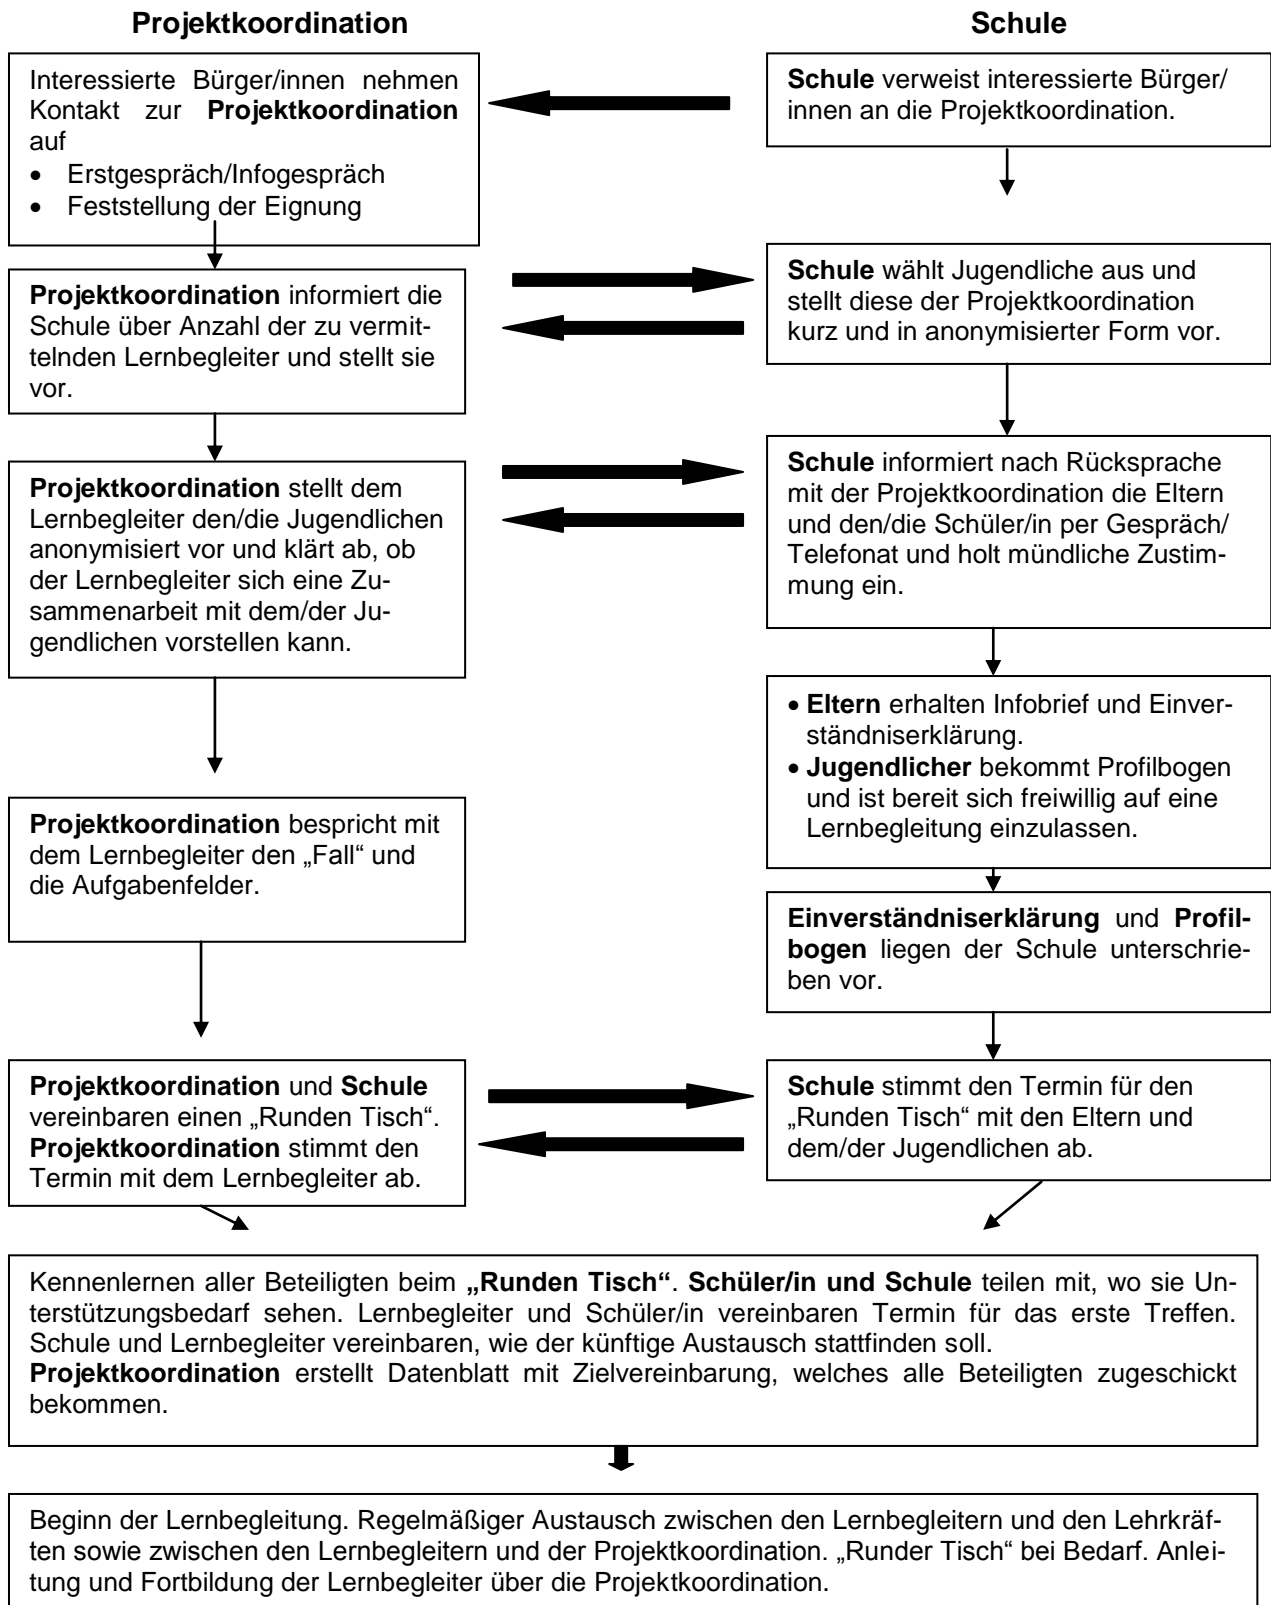 Projektkoordination
Schule
Interessierte Bürger/innen nehmen
Kontakt zur Projektkoordination
auf
• Erstgespräch/Infogespräch
• Feststellung der Eignung
Schule verweist interessierte Bürger/
innen an die Projektkoordination.
Projektkoordination informiert die
Schule über Anzahl der zu vermit-
telnden Lernbegleiter und stellt sie
vor.
Schule wählt Jugendliche aus und
stellt diese der Projektkoordination
kurz und in anonymisierter Form vor.
Projektkoordination stellt dem
Lernbegleiter den/die Jugendlichen
anonymisiert vor und klärt ab, ob
der Lernbegleiter sich eine Zu-
sammenarbeit mit dem/der Ju-
gendlichen vorstellen kann.
Schule informiert nach Rücksprache
mit der Projektkoordination die Eltern
und den/die Schüler/in per Gespräch/
Telefonat und holt mündliche Zustim-
mung ein.
• Eltern erhalten Infobrief und Einver-
ständniserklärung.
• Jugendlicher bekommt Profilbogen
und ist bereit sich freiwillig auf eine
Lernbegleitung einzulassen.
Projektkoordination bespricht mit
dem Lernbegleiter den „Fall“ und
die Aufgabenfelder.
Einverständniserklärung und Profil-
bogen liegen der Schule unterschrie-
ben vor.
Projektkoordination und Schule
vereinbaren einen „Runden Tisch“.
Projektkoordination stimmt den
Termin mit dem Lernbegleiter ab.
Schule stimmt den Termin für den
„Runden Tisch“ mit den Eltern und
dem/der Jugendlichen ab.
Kennenlernen aller Beteiligten beim „Runden Tisch“. Schüler/in und Schule teilen mit, wo sie Un-
terstützungsbedarf sehen. Lernbegleiter und Schüler/in vereinbaren Termin für das erste Treffen.
Schule und Lernbegleiter vereinbaren, wie der künftige Austausch stattfinden soll.
Projektkoordination erstellt Datenblatt mit Zielvereinbarung, welches alle Beteiligten zugeschickt
bekommen.
Beginn der Lernbegleitung. Regelmäßiger Austausch zwischen den Lernbegleitern und den Lehrkräf-
ten sowie zwischen den Lernbegleitern und der Projektkoordination. „Runder Tisch“ bei Bedarf. Anlei-
tung und Fortbildung der Lernbegleiter über die Projektkoordination.